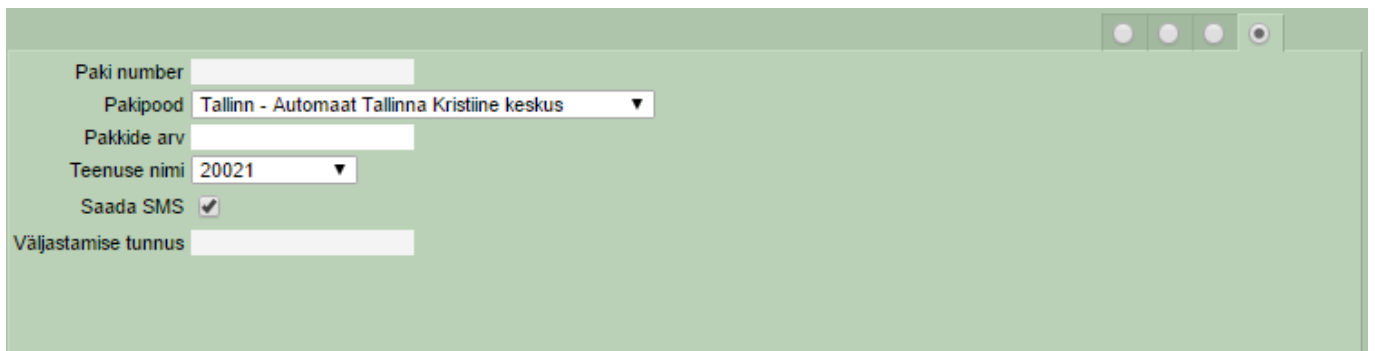 Paki number
Pakipood Tallinn - Automaat Tallinna Kristiine keskus
Pakkide arv
Teenuse nimi 20021
Saada SMS
Väljastamise tunnus